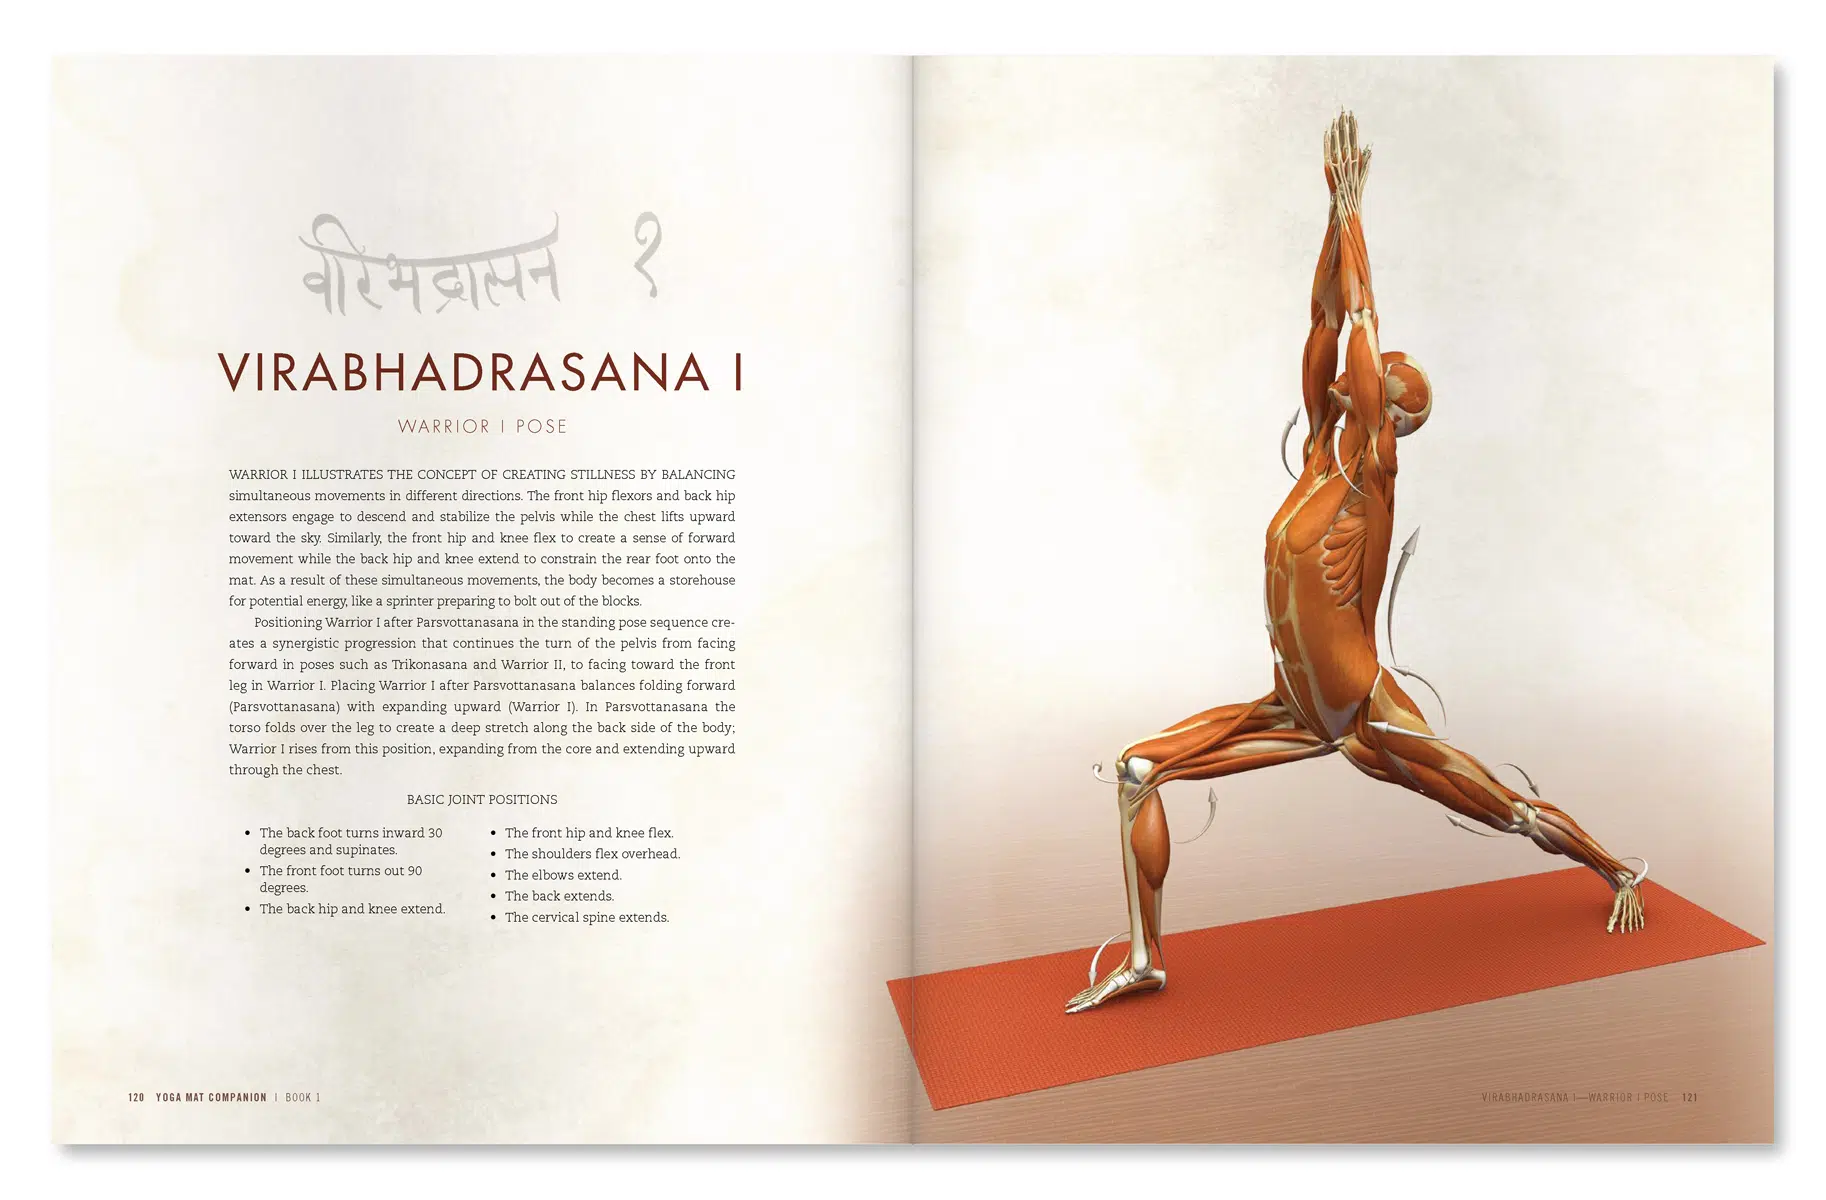 वीरभद्रासन १
VIRABHADRASANA I
WARRIOR I POSE
WARRIOR I ILLUSTRATES THE CONCEPT OF CREATING STILLNESS BY BALANCING
simultaneous movements in different directions. The front hip flexors and back hip
extensors engage to descend and stabilize the pelvis while the chest lifts upward
toward the sky. Similarly, the front hip and knee flex to create a sense of forward
movement while the back hip and knee extend to constrain the rear foot onto the
mat. As a result of these simultaneous movements, the body becomes a storehouse
for potential energy, like a sprinter preparing to bolt out of the blocks.
Positioning Warrior I after Parsvottanasana in the standing pose sequence cre-
ates a synergistic progression that continues the turn of the pelvis from facing
forward in poses such as Trikonasana and Warrior II, to facing toward the front
leg in Warrior I. Placing Warrior I after Parsvottanasana balances folding forward
(Parsvottanasana) with expanding upward (Warrior I). In Parsvottanasana the
torso folds over the leg to create a deep stretch along the back side of the body;
Warrior I rises from this position, expanding from the core and extending upward
through the chest.
BASIC JOINT POSITIONS
• The back foot turns inward 30
degrees and supinates.
• The front foot turns out 90
degrees.
• The back hip and knee extend.
• The front hip and knee flex.
• The shoulders flex overhead.
• The elbows extend.
• The back extends.
• The cervical spine extends.
120 YOGA MAT COMPANION | BOOK 1
VIRABHADRASANA I—WARRIOR I POSE 121